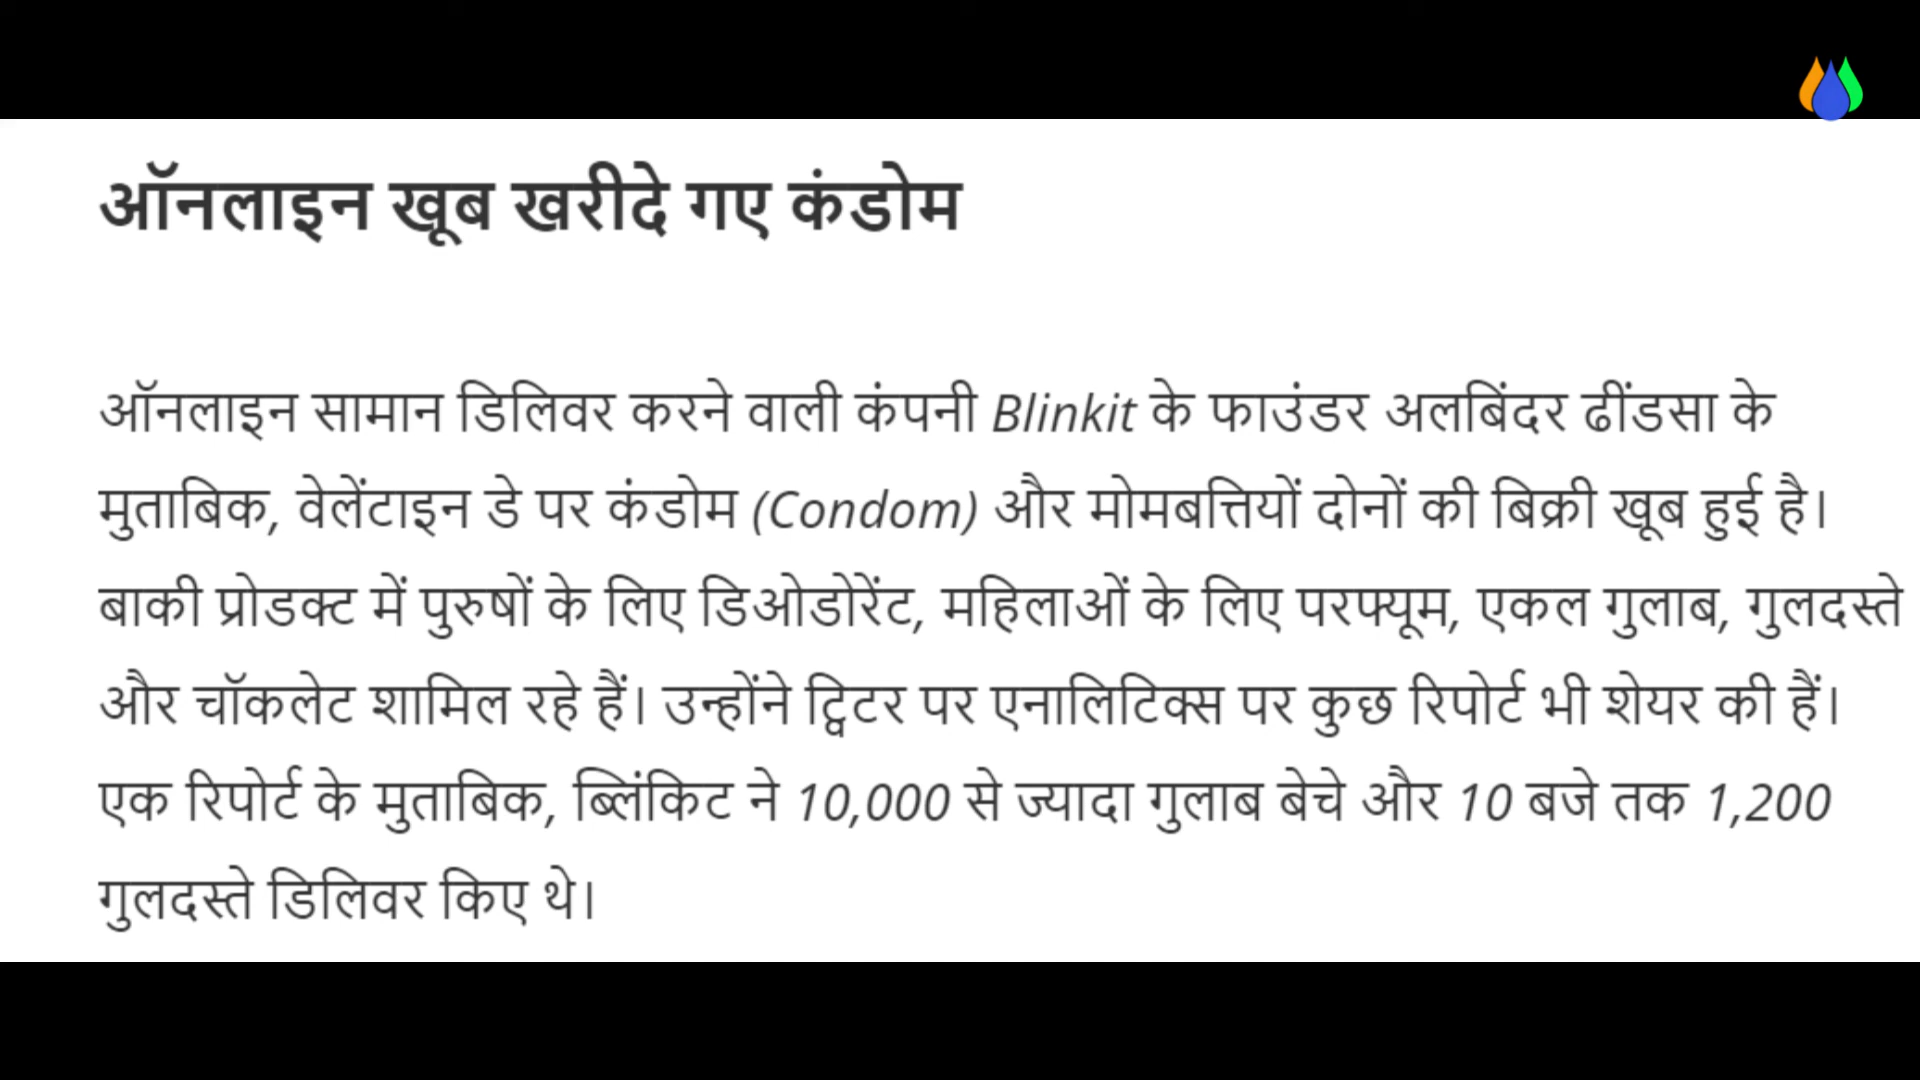 ऑनलाइन खूब खरीदे गए कंडोम
ऑनलाइन सामान डिलिवर करने वाली कंपनी Blinkit के फाउंडर अलबिंदर ढींडसा के
मुताबिक, वेलेंटाइन डे पर कंडोम (Condom) और मोमबत्तियों दोनों की बिक्री खूब हुई है।
बाकी प्रोडक्ट में पुरुषों के लिए डिओडोरेंट, महिलाओं के लिए परफ्यूम, एकल गुलाब, गुलदस्ते
और चॉकलेट शामिल रहे हैं। उन्होंने ट्विटर पर एनालिटिक्स पर कुछ रिपोर्ट भी शेयर की हैं।
एक रिपोर्ट के मुताबिक, ब्लिंकिट ने 10,000 से ज्यादा गुलाब बेचे और 10 बजे तक 1,200
गुलदस्ते डिलिवर किए थे।